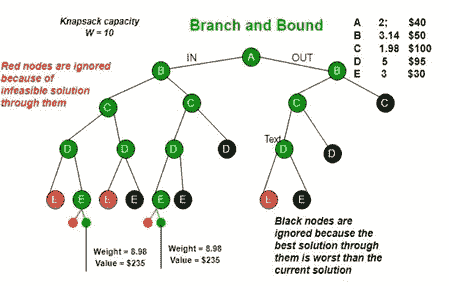 Knapsack capacity
W = 10
Branch and Bound
A 2; $40
B 3.14 $50
C 1.98 $100
D 5 $95
E 3 $30
Red nodes are ignored
because of
infeasible solution
through them
IN
OUT
A
B
B
C
C
C
C
D
D
D
D
Text
D
D
E
E
E
E
E
E
E
E
Weight = 8.98
Value = $235
Weight = 8.98
Value = $235
Black nodes are
ignored because the
best solution through
them is worst than the
current solution